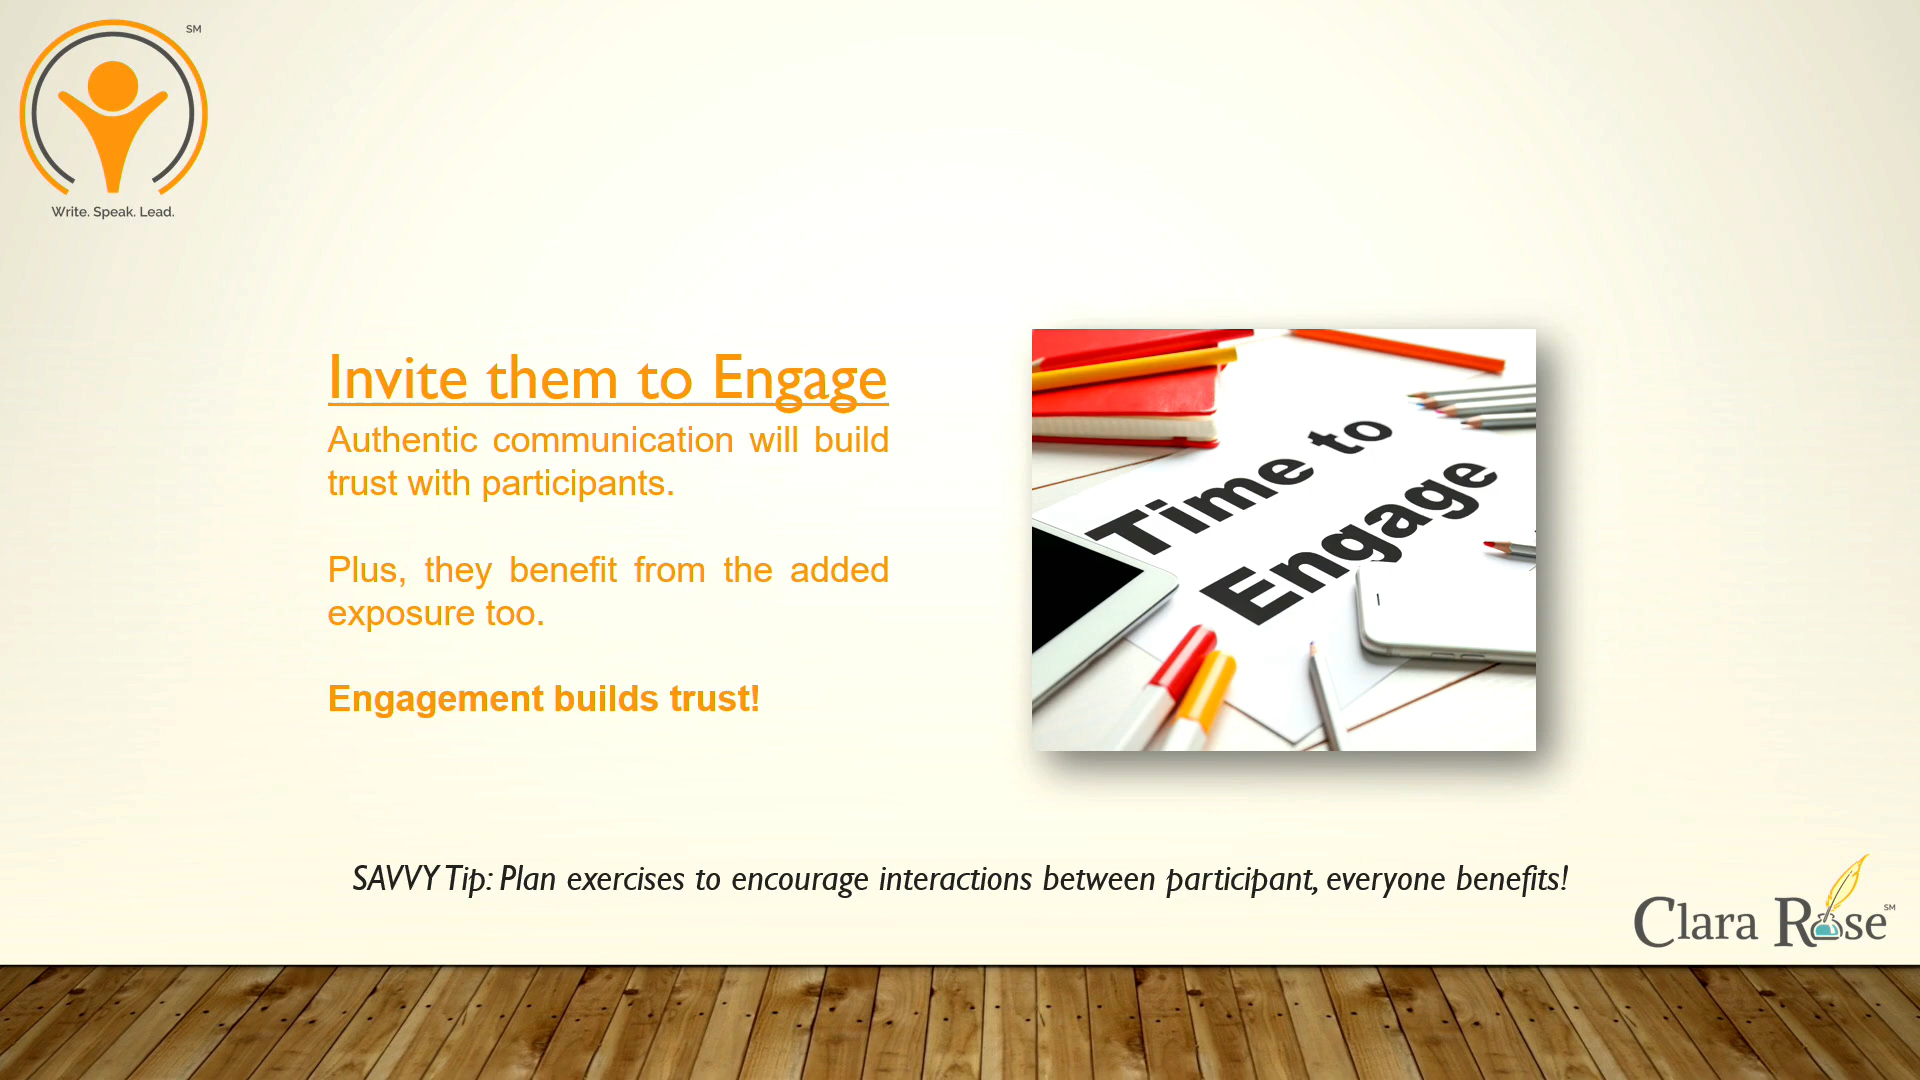 SM
Write. Speak. Lead.
Invite them to Engage
Authentic communication will build
trust with participants.
Plus, they benefit from the added
exposure too.
Engagement builds trust!
Time to
Engage
SAVVY Tip: Plan exercises to encourage interactions between participant, everyone benefits!
Clara Rose SM